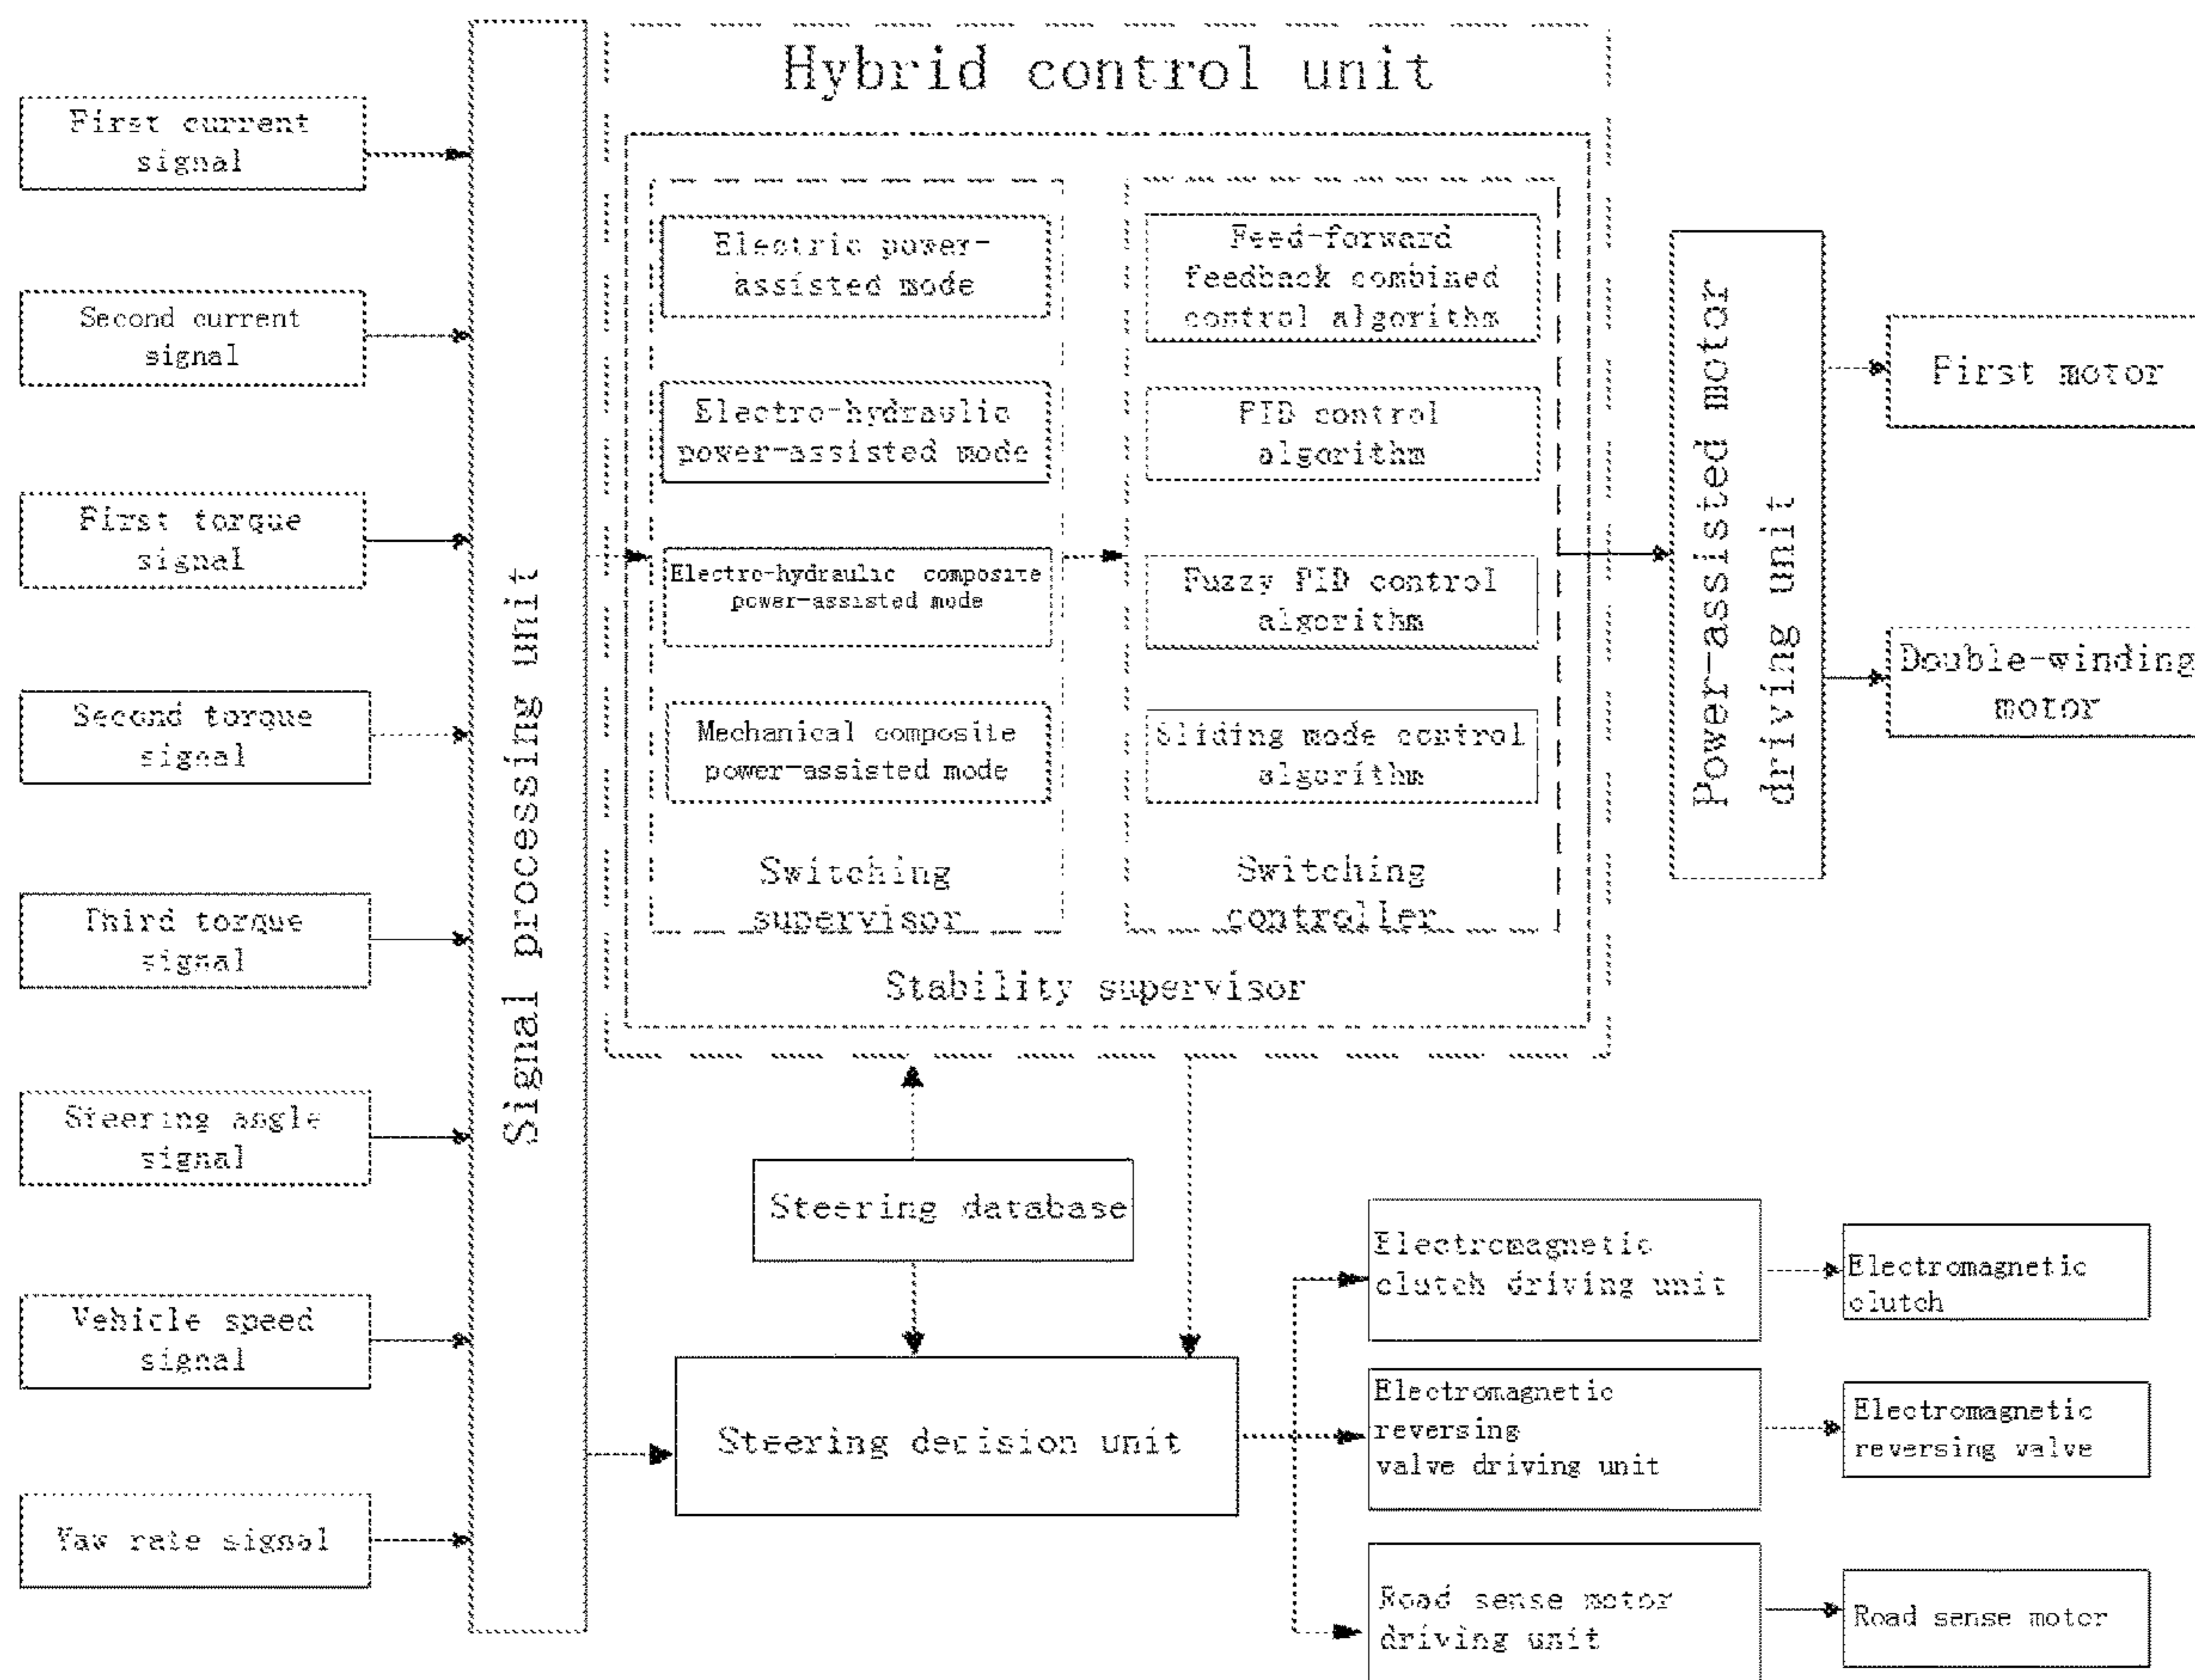 Hybrid control unit
First current
signal
Second current
signal
First torque
signal
Second torque
signal
Third torque
signal
Steering angle
signal
Vehicle speed
signal
Yaw rate signal
Signal processing unit
Electric power-
assisted mode
Electro-hydraulic
power-assisted mode
Electro-hydraulic composite
power-assisted mode
Mechanical composite
power-assisted mode
Switching
supervisor
Feed-forward
feedback combined
control algorithm
PID control
algorithm
Fuzzy PID control
algorithm
Sliding mode control
algorithm
Switching
controller
Stability supervisor
Power-assisted motor
driving unit
First motor
Double-winding
motor
Steering database
Steering decision unit
Electromagnetic
clutch driving unit
Electromagnetic
clutch
Electromagnetic
reversing
valve driving unit
Electromagnetic
reversing valve
Road sense motor
driving unit
Road sense motor